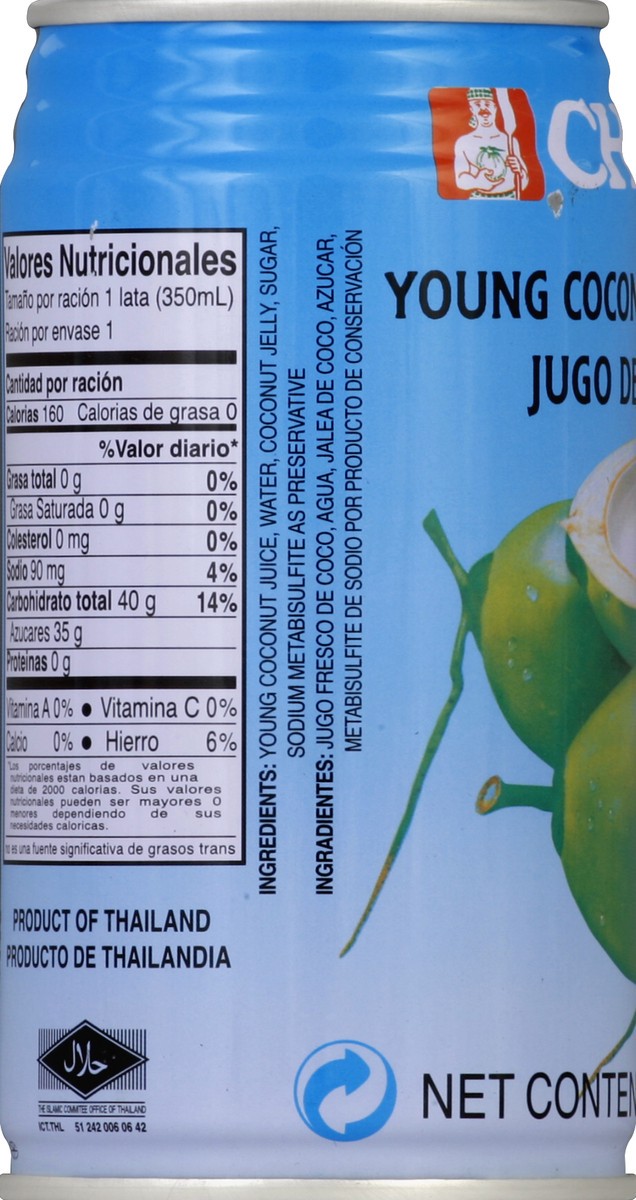 CH
YOUNG COCON
JUGO DE
Valores Nutricionales
Tamaño por ración 1 lata (350mL)
Ración por envase 1
Cantidad por ración
Calorias 160 Calorias de grasa 0
%Valor diario*
Grasa total 0 g 0%
Grasa Saturada 0 g 0%
Colesterol 0 mg 0%
Sodio 90 mg 4%
Carbohidrato total 40 g 14%
Azucares 35 g
Proteinas 0 g
Vitamina A 0% ● Vitamina C 0%
Calcio 0% ● Hierro 6%
*Los porcentajes de valores
nutricionales estan basados en una
dieta de 2000 calorias. Sus valores
nutricionales pueden ser mayores O
menores dependiendo de sus
necesidades caloricas.
no es una fuente significativa de grasos trans
INGREDIENTS: YOUNG COCONUT JUICE, WATER, COCONUT JELLY, SUGAR,
SODIUM METABISULFITE AS PRESERVATIVE
INGRADIENTES: JUGO FRESCO DE COCO, AGUA, JALEA DE COCO, AZUCAR,
METABISULFITE DE SODIO POR PRODUCTO DE CONSERVACIÓN
PRODUCT OF THAILAND
PRODUCTO DE THAILANDIA
حلال
THE ISLAMIC COMMITTEE OFFICE OF THAILAND
ICT.THL 51 242 006 06 42
NET CONTEN